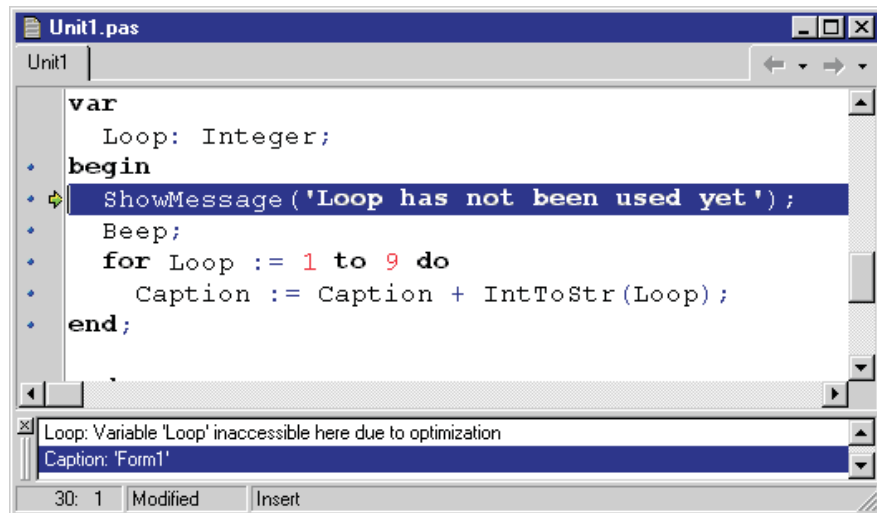 Unit1.pas
Unit1
var
Loop: Integer;
begin
ShowMessage('Loop has not been used yet');
Beep;
for Loop := 1 to 9 do
Caption := Caption + IntToStr(Loop);
end;
Loop: Variable 'Loop' inaccessible here due to optimization
Caption: 'Form1'
30: 1 Modified Insert